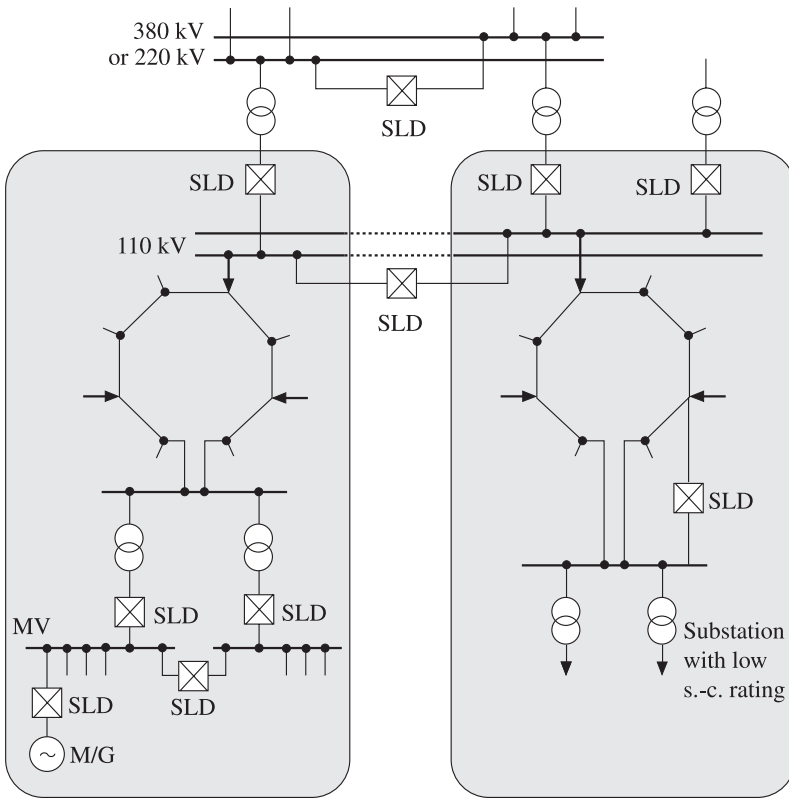 380 kV
or 220 kV
SLD
SLD
SLD
SLD
110 kV
SLD
SLD
SLD
SLD
MV
SLD
SLD
M/G
Substation
with low
s.-c. rating